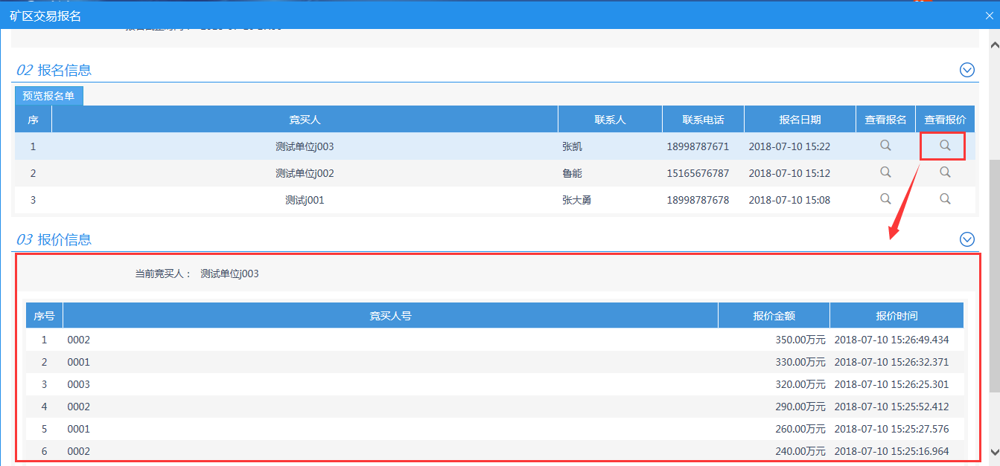 矿区交易报名
02 报名信息
预览报名单
序 竞买人 联系人 联系电话 报名日期 查看报名 查看报价
1 测试单位j003 张凯 18998787671 2018-07-10 15:22
2 测试单位j002 鲁能 15165676787 2018-07-10 15:12
3 测试j001 张大勇 18998787678 2018-07-10 15:08
03 报价信息
当前竞买人： 测试单位j003
序号 竞买人号 报价金额 报价时间
1 0002 350.00万元 2018-07-10 15:26:49.434
2 0001 330.00万元 2018-07-10 15:26:32.371
3 0003 320.00万元 2018-07-10 15:26:25.301
4 0002 290.00万元 2018-07-10 15:25:52.412
5 0001 260.00万元 2018-07-10 15:25:27.576
6 0002 240.00万元 2018-07-10 15:25:16.964